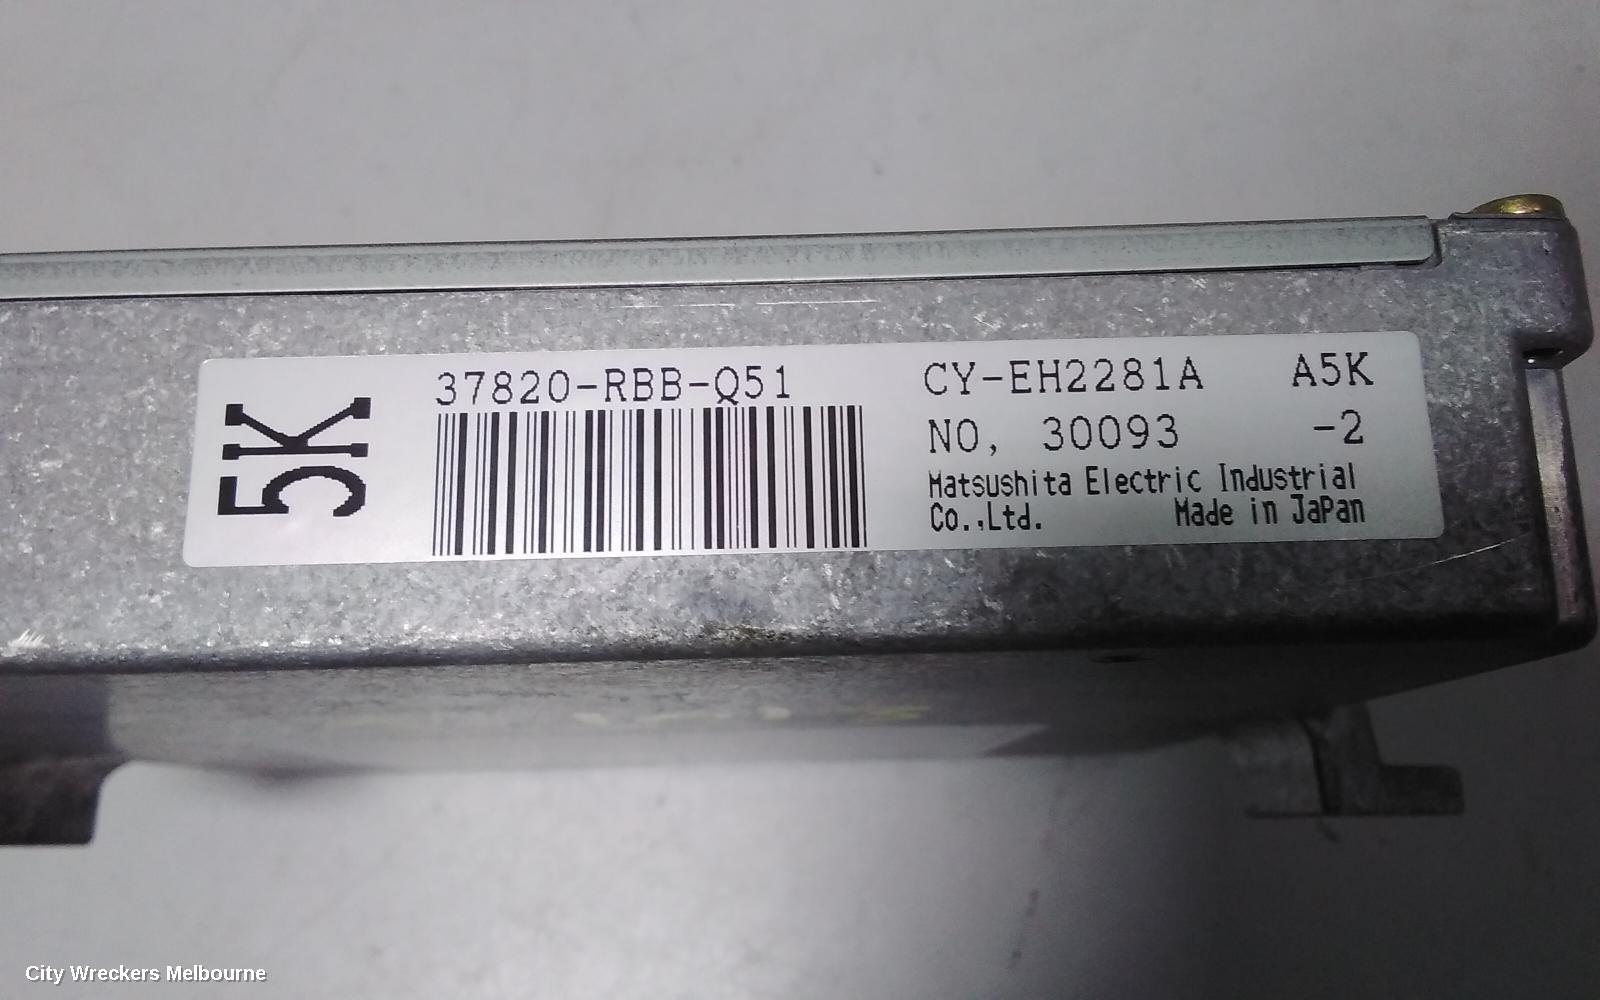 5K
37820-RBB-Q51
CY-EH2281A A5K
NO, 30093 -2
Matsushita Electric Industrial
Co.,Ltd. Made in JaPan
City Wreckers Melbourne